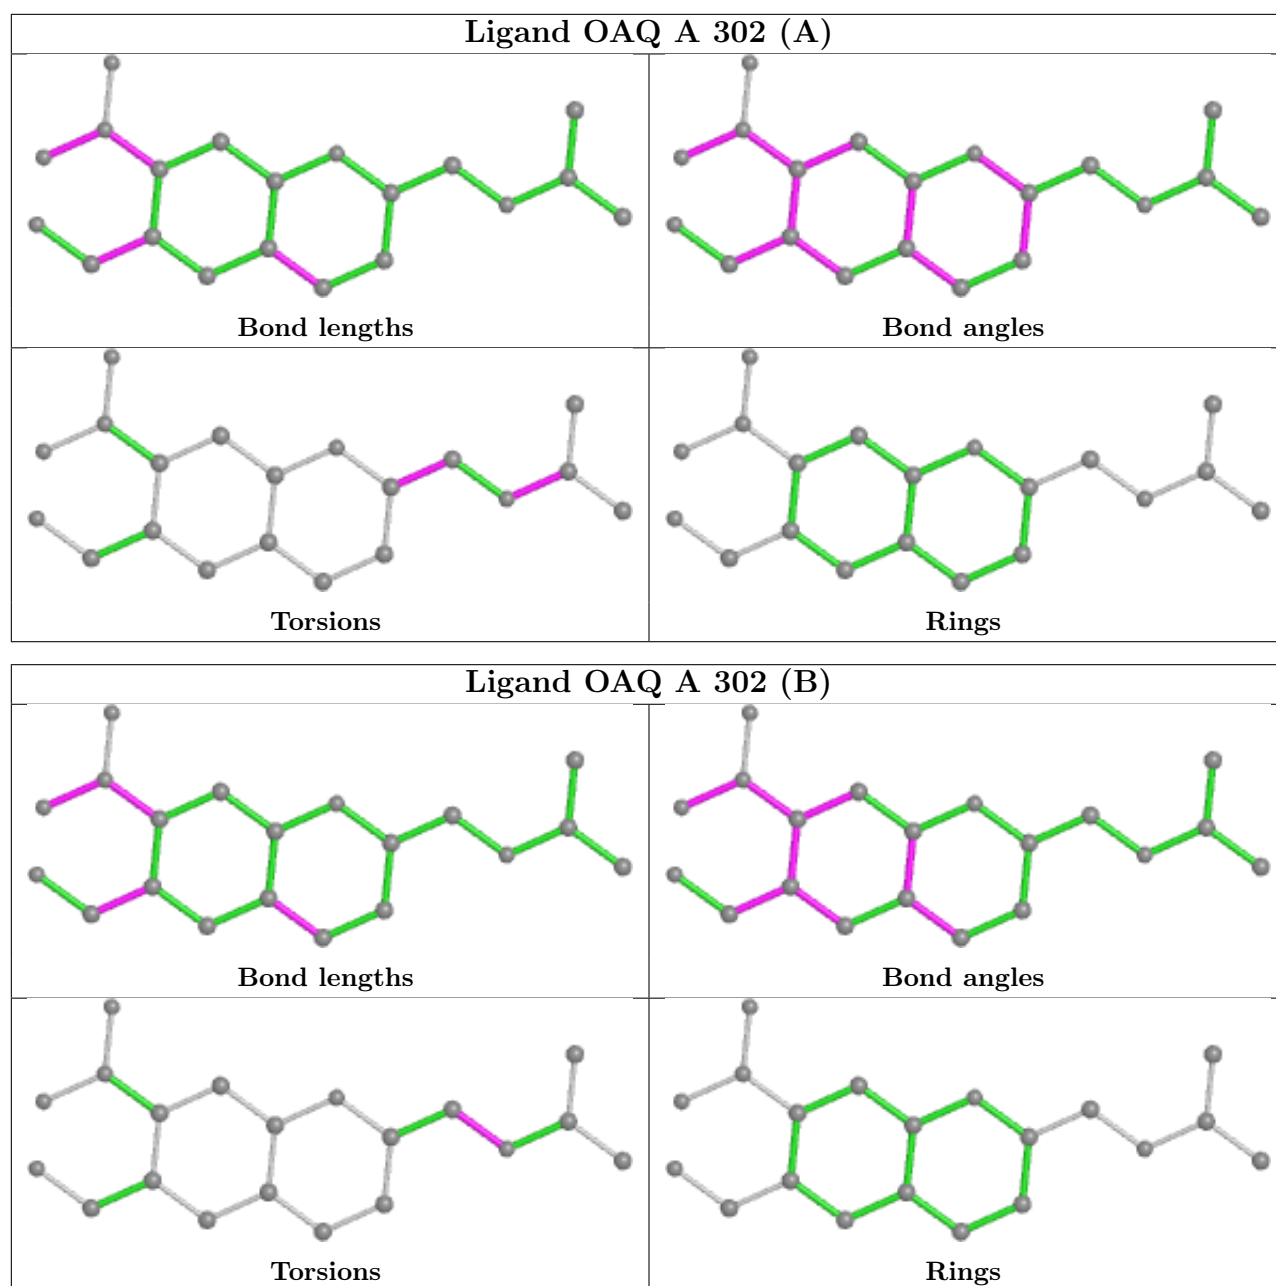 Ligand OAQ A 302 (A)
Bond lengths
Bond angles
Torsions
Rings
Ligand OAQ A 302 (B)
Bond lengths
Bond angles
Torsions
Rings